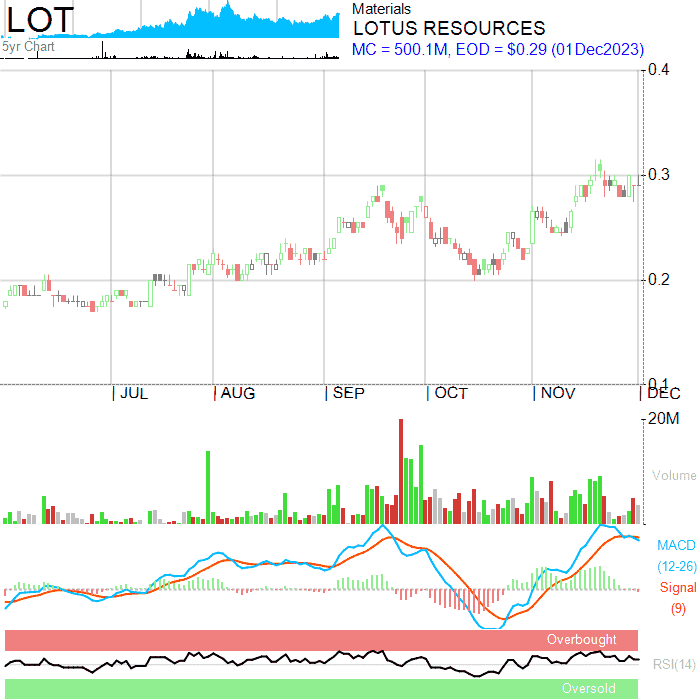 LOT
5yr Chart
Materials
LOTUS RESOURCES
MC = 500.1M, EOD = $0.29 (01Dec2023)
0.4
0.3
0.2
0.1
JUL
AUG
SEP
OCT
NOV
DEC
20M
Volume
MACD
(12-26)
Signal
(9)
Overbought
RSI(14)
Oversold